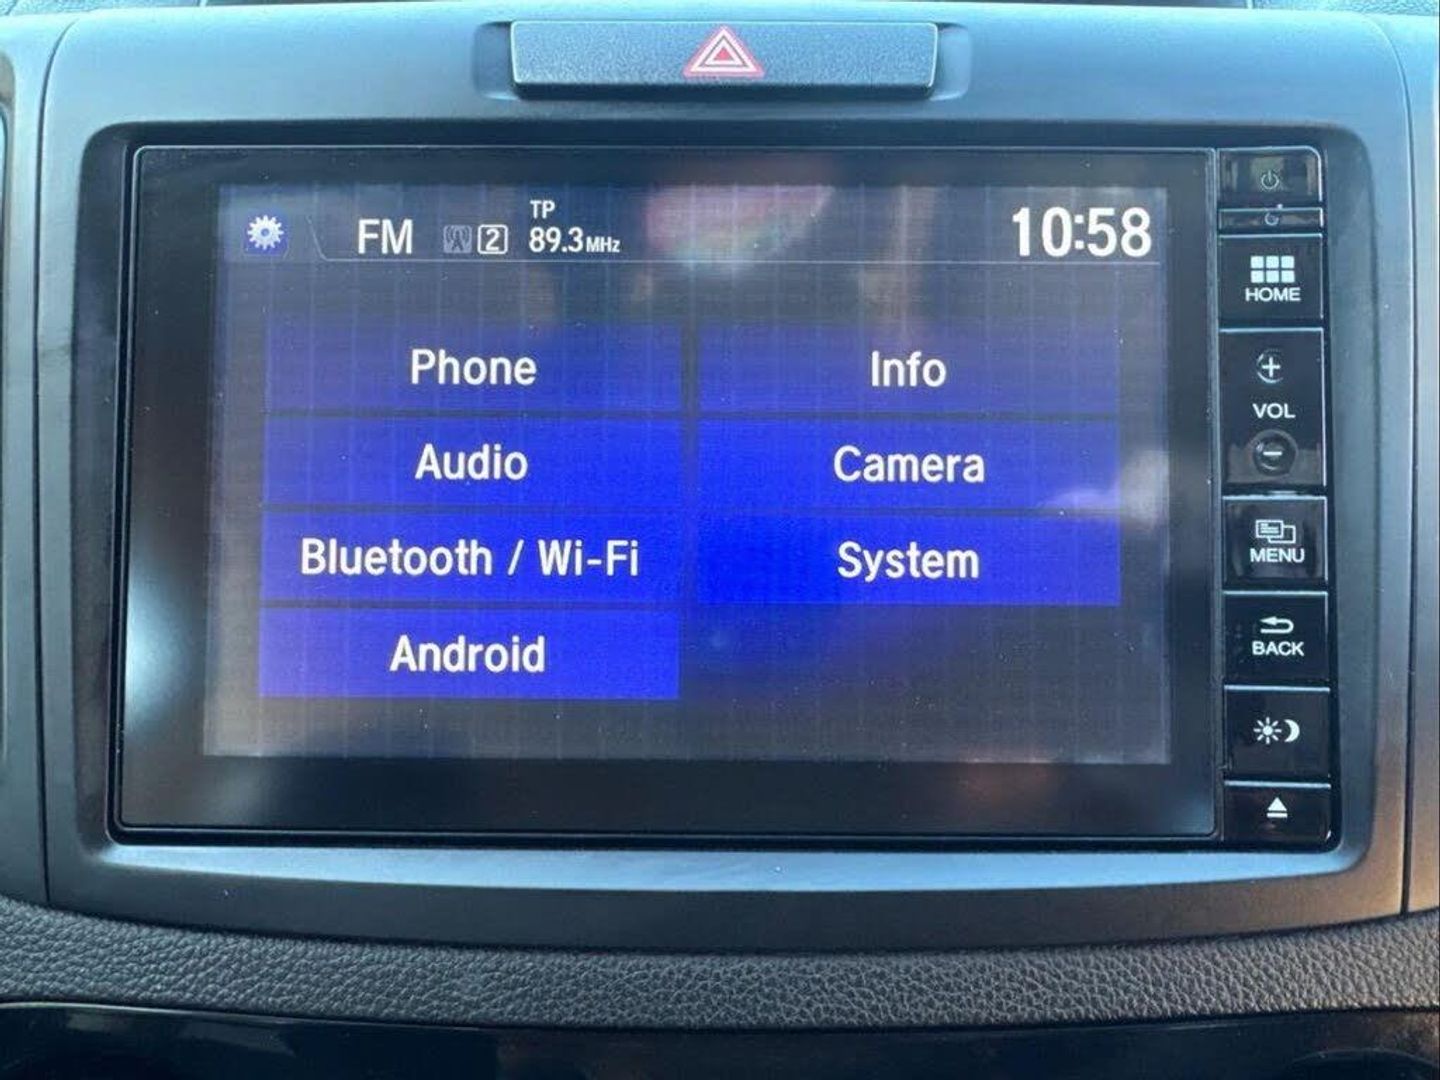 FM 2 TP 89.3MHz 10:58
Phone
Info
Audio
Camera
Bluetooth / Wi-Fi
System
Android
HOME
+
VOL
-
MENU
BACK